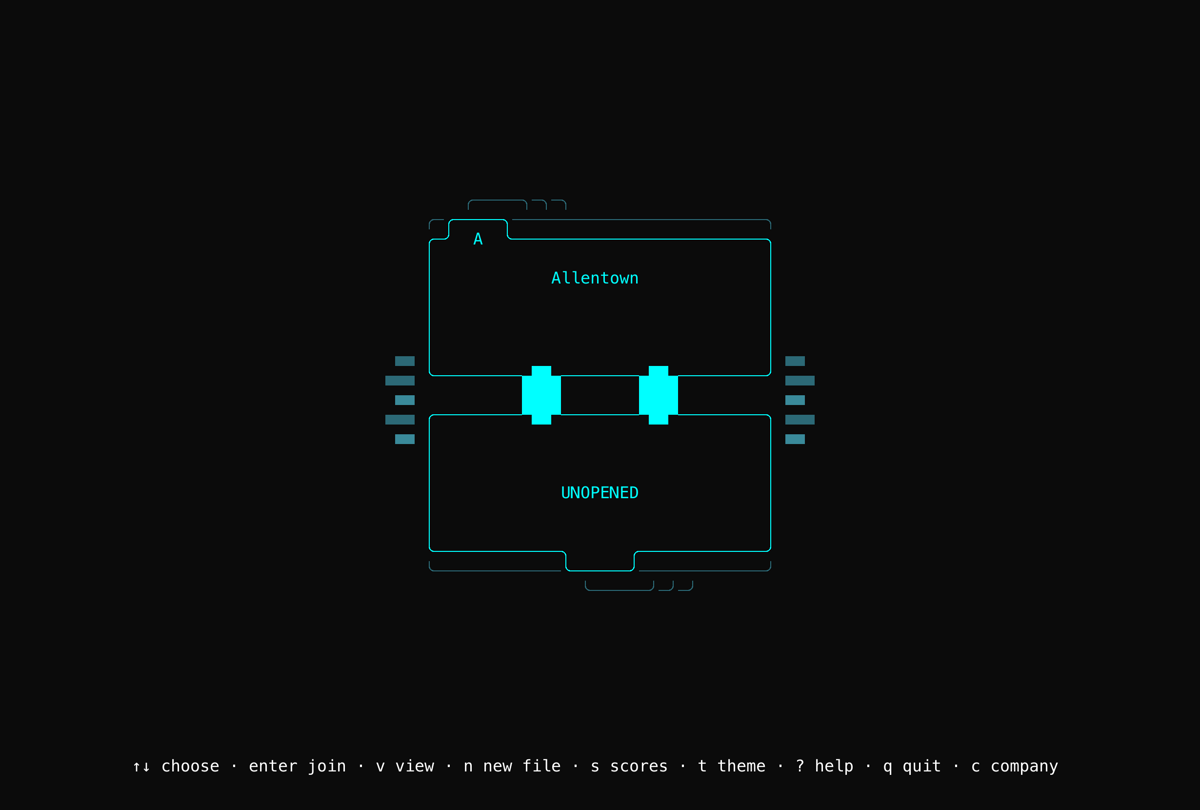 A
Allentown
UNOPENED
↑↓ choose · enter join · v view · n new file · s scores · t theme · ? help · q quit · c company